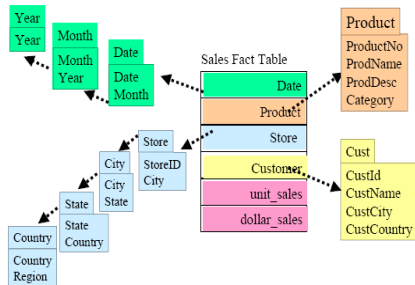 Year
Year
Month
Month
Year
Date
Date
Month
Sales Fact Table
Date
Product
Store
Customer
unit_sales
dollar_sales
Product
ProductNo
ProdName
ProdDesc
Category
Cust
CustId
CustName
CustCity
CustCountry
Store
StoreID
City
City
City
State
State
State
Country
Country
Country
Region